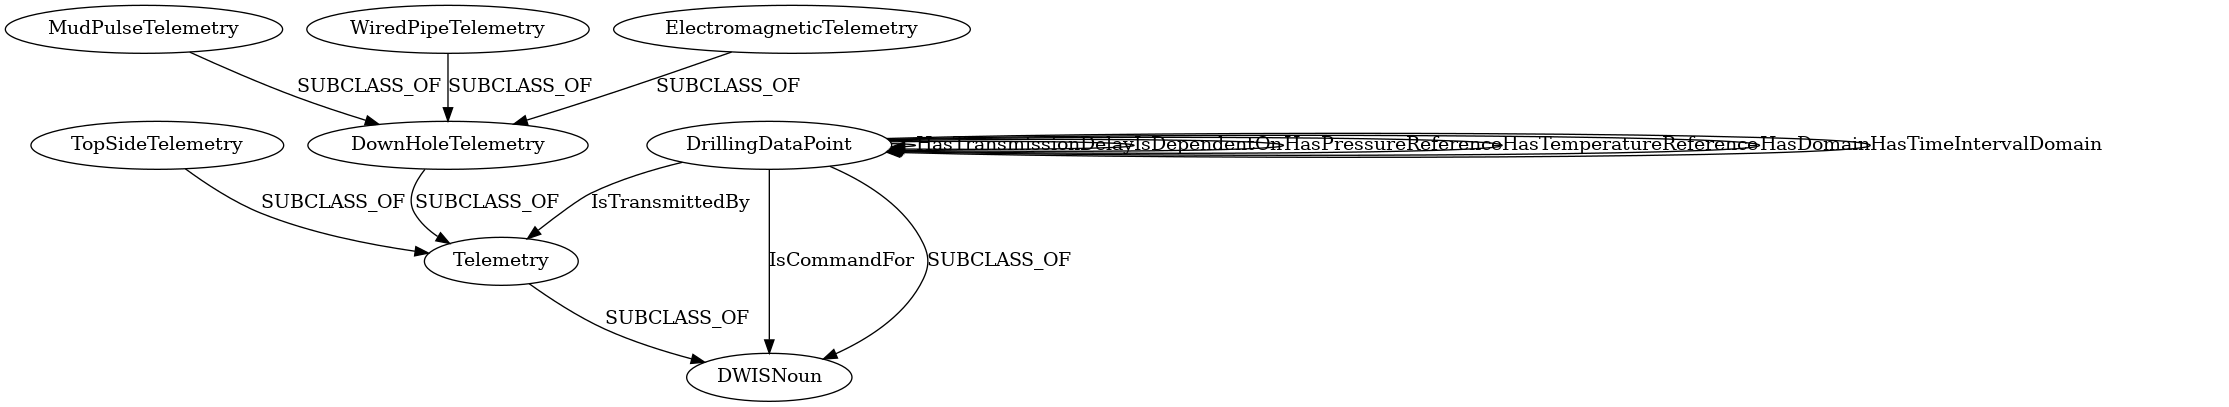 MudPulseTelemetry
WiredPipeTelemetry
ElectromagneticTelemetry
SUBCLASS_OF
SUBCLASS_OF
SUBCLASS_OF
TopSideTelemetry
DownHoleTelemetry
DrillingDataPoint
HasTransmissionDelay
IsDependentOn
HasPressureReference
HasTemperatureReference
HasDomain
HasTimeIntervalDomain
SUBCLASS_OF
SUBCLASS_OF
IsTransmittedBy
Telemetry
IsCommandFor
SUBCLASS_OF
SUBCLASS_OF
DWISNoun